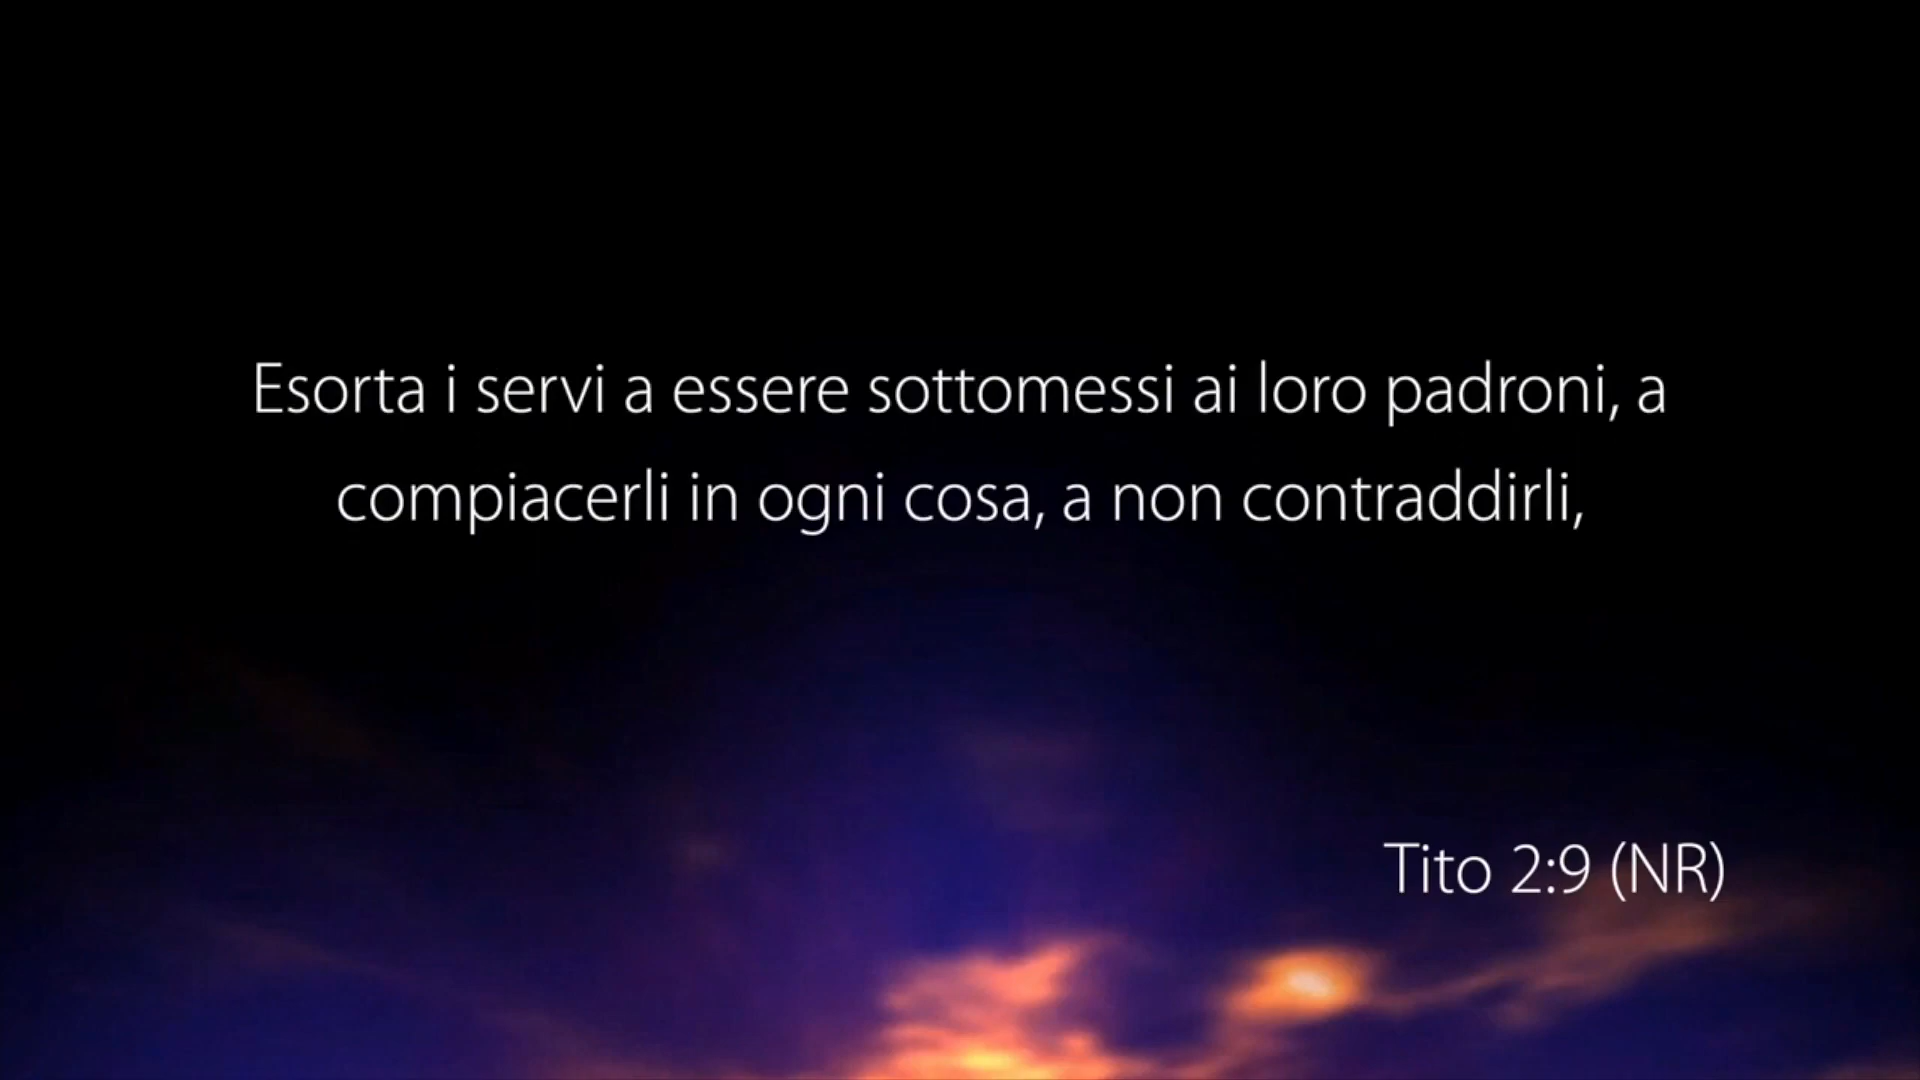 Esorta i servi a essere sottomessi ai loro padroni, a
compiacerli in ogni cosa, a non contraddirli,
Tito 2:9 (NR)